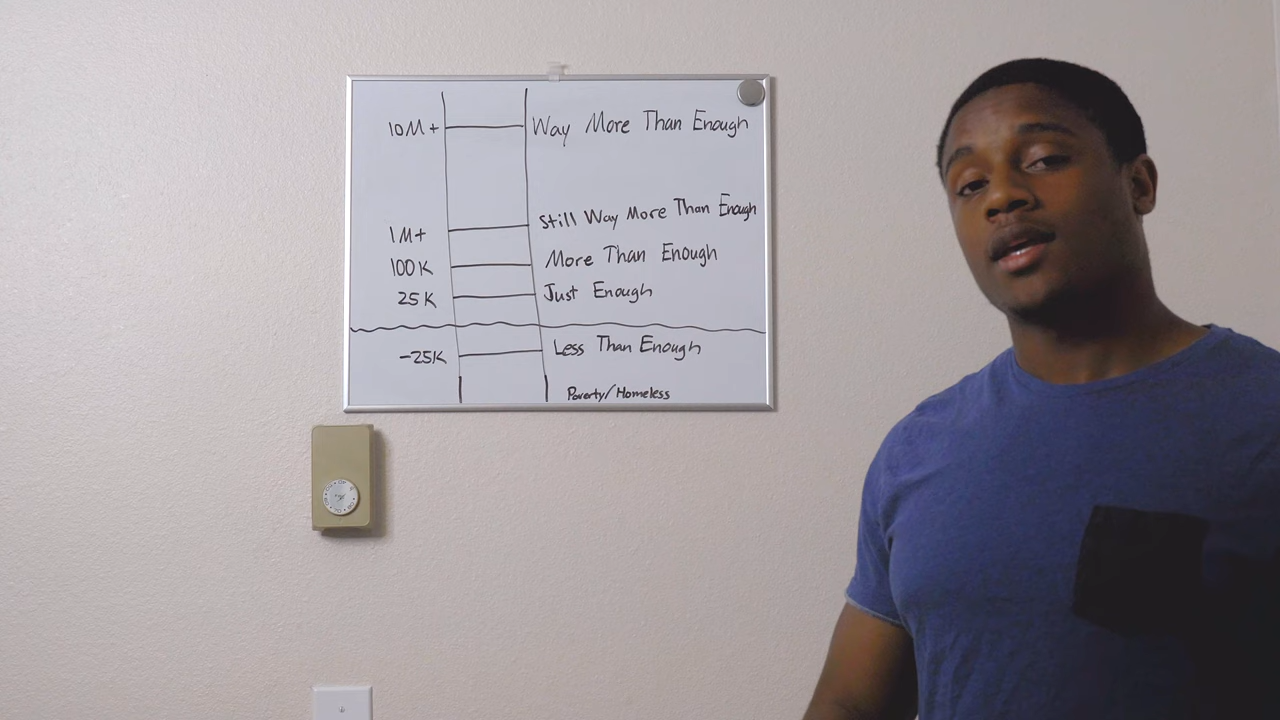 10M+ Way More Than Enough
1M+ Still Way More Than Enough
100K More Than Enough
25K Just Enough
-25K Less Than Enough
Poverty/Homeless